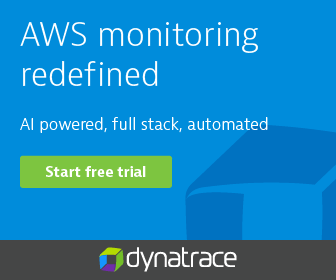 AWS monitoring
redefined
AI powered, full stack, automated
Start free trial
dynatrace